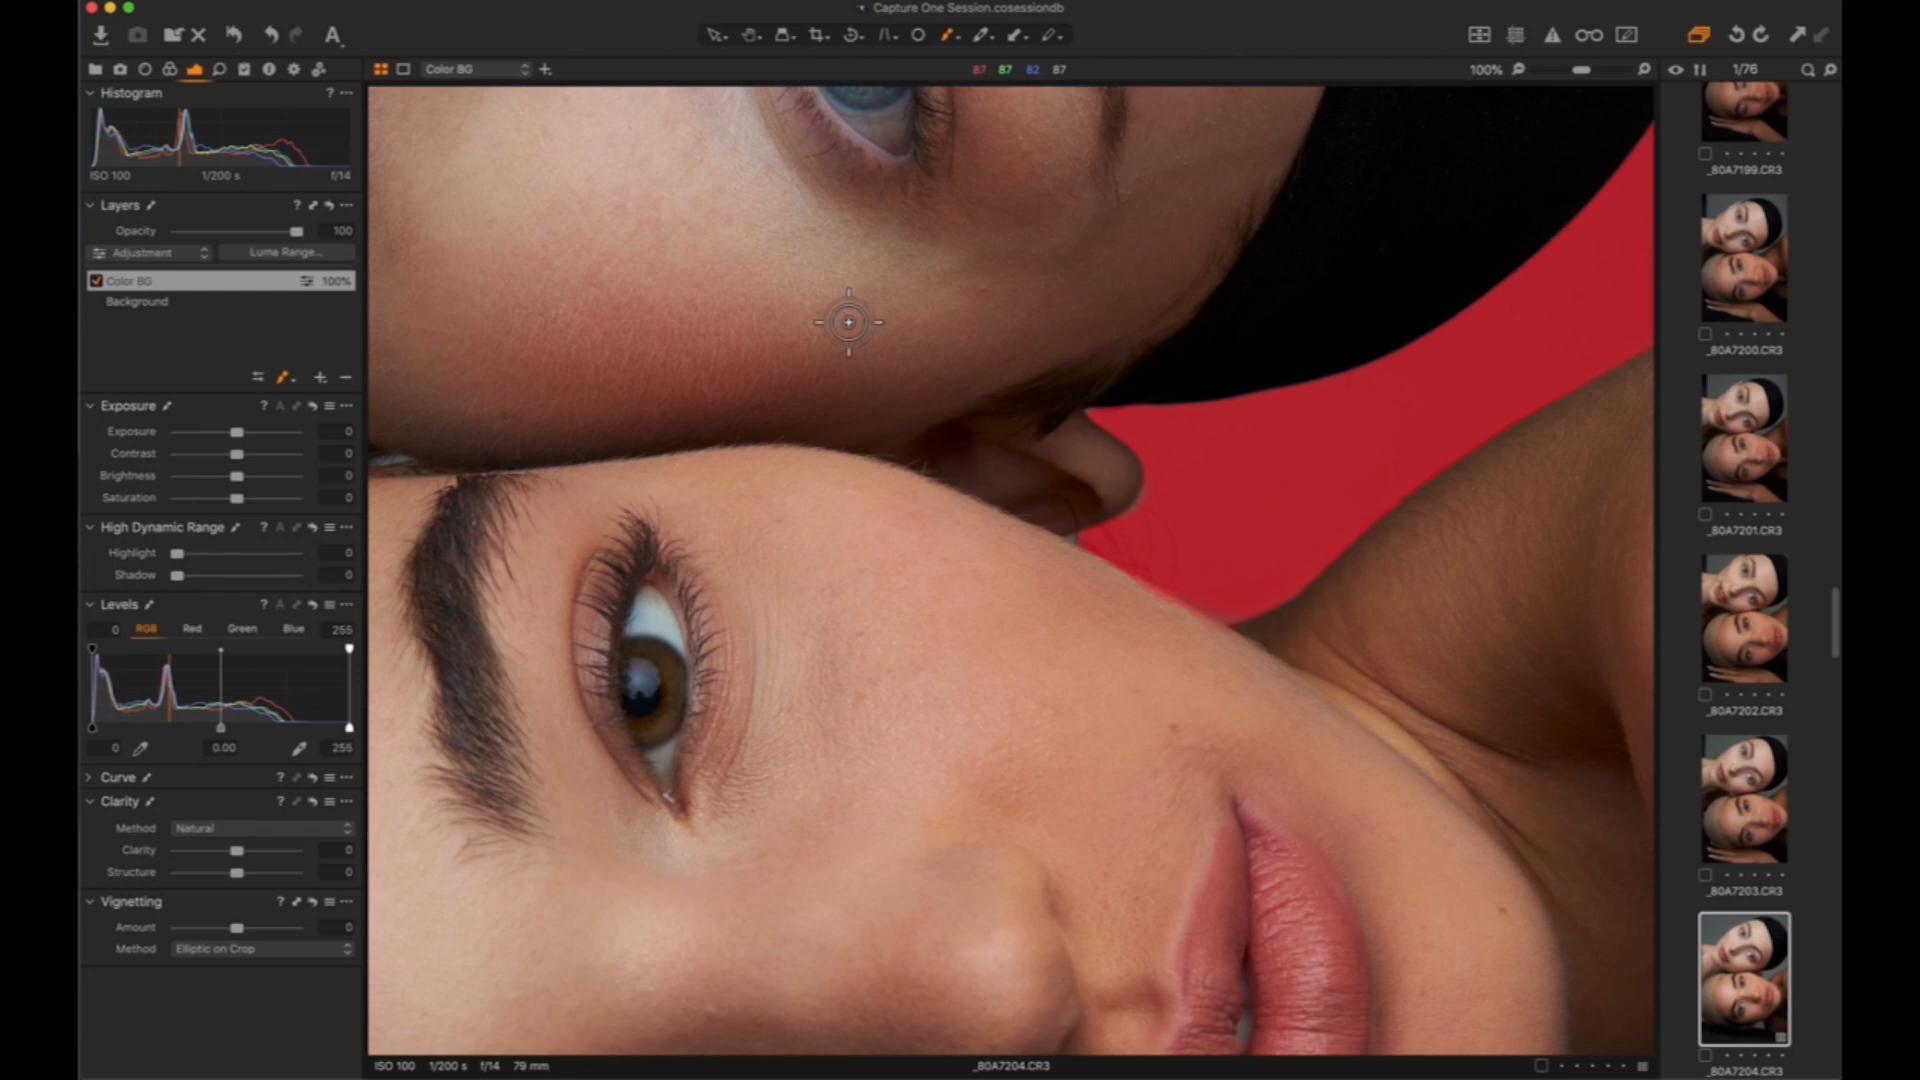 Capture One Session.cosessiondb
A
Color BG
87 87 82 87
100%
1/76
Histogram
?
ISO 100 1/200 s f/14
Layers
?
Opacity 100
Adjustment Luma Range...
Color BG 100%
Background
Exposure
? A
Exposure 0
Contrast 0
Brightness 0
Saturation 0
High Dynamic Range
? A
Highlight 0
Shadow 0
Levels
? A
0 RGB Red Green Blue 255
0 0.00 255
Curve
?
Clarity
?
Method Natural
Clarity 0
Structure 0
Vignetting
?
Amount 0
Method Elliptic on Crop
ISO 100 1/200 s f/14 79 mm
_80A7204.CR3
_80A7199.CR3
_80A7200.CR3
_80A7201.CR3
_80A7202.CR3
_80A7203.CR3
_80A7204.CR3